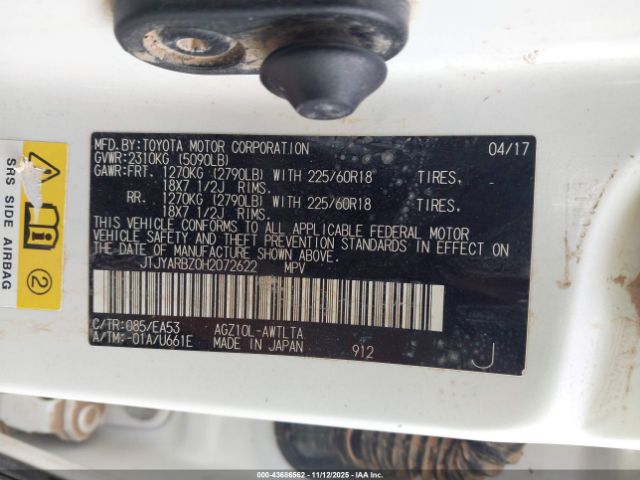 MFD.BY:TOYOTA MOTOR CORPORATION 04/17
GVWR:2310KG (5090LB)
GAWR:FRT. 1270KG (2790LB) WITH 225/60R18 TIRES,
18X7 1/2J RIMS.
RR. 1270KG (2790LB) WITH 225/60R18 TIRES,
18X7 1/2J RIMS.
THIS VEHICLE CONFORMS TO ALL APPLICABLE FEDERAL MOTOR
VEHICLE SAFETY AND THEFT PREVENTION STANDARDS IN EFFECT ON
THE DATE OF MANUFACTURE SHOWN ABOVE.
JTJYARBZ0H2072622 MPV
C/TR:085/EA53 AGZ10L-AWTLTA
A/TM:-01A/U661E MADE IN JAPAN 912 J
SRS SIDE AIRBAG
2
000-43686562 - 11/12/2025 - IAAI.COM